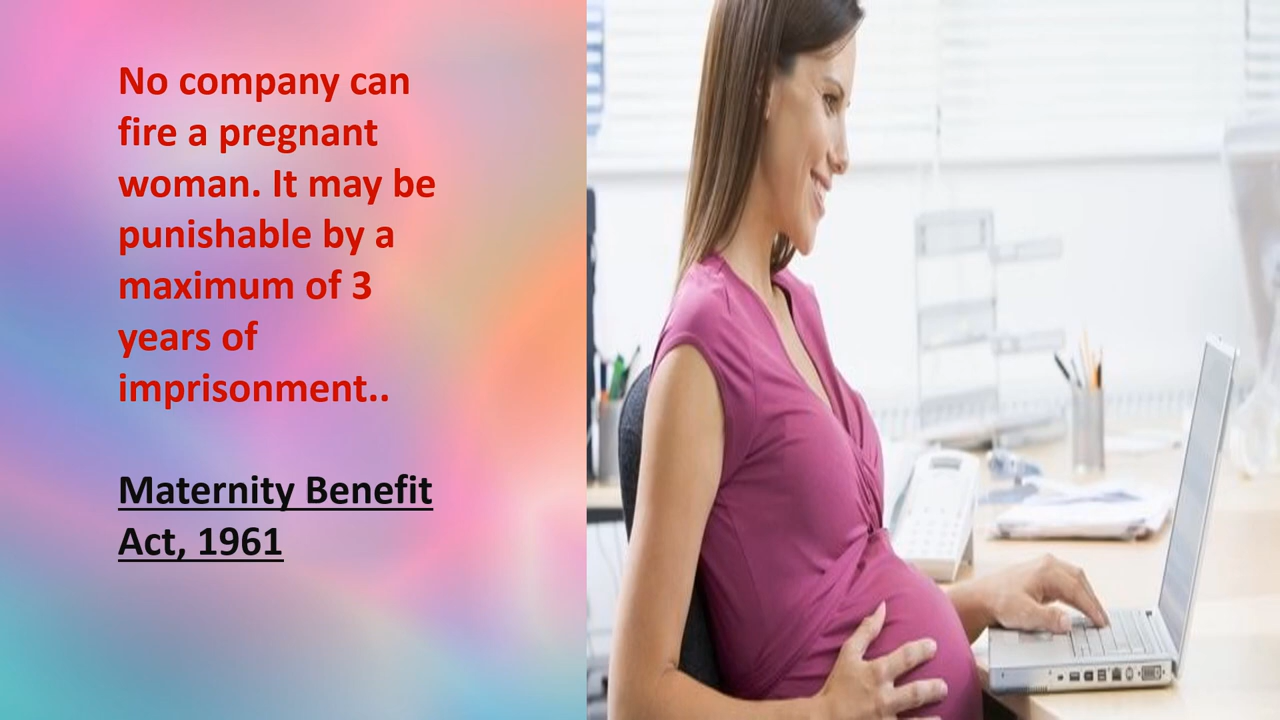 No company can
fire a pregnant
woman. It may be
punishable by a
maximum of 3
years of
imprisonment..
Maternity Benefit
Act, 1961